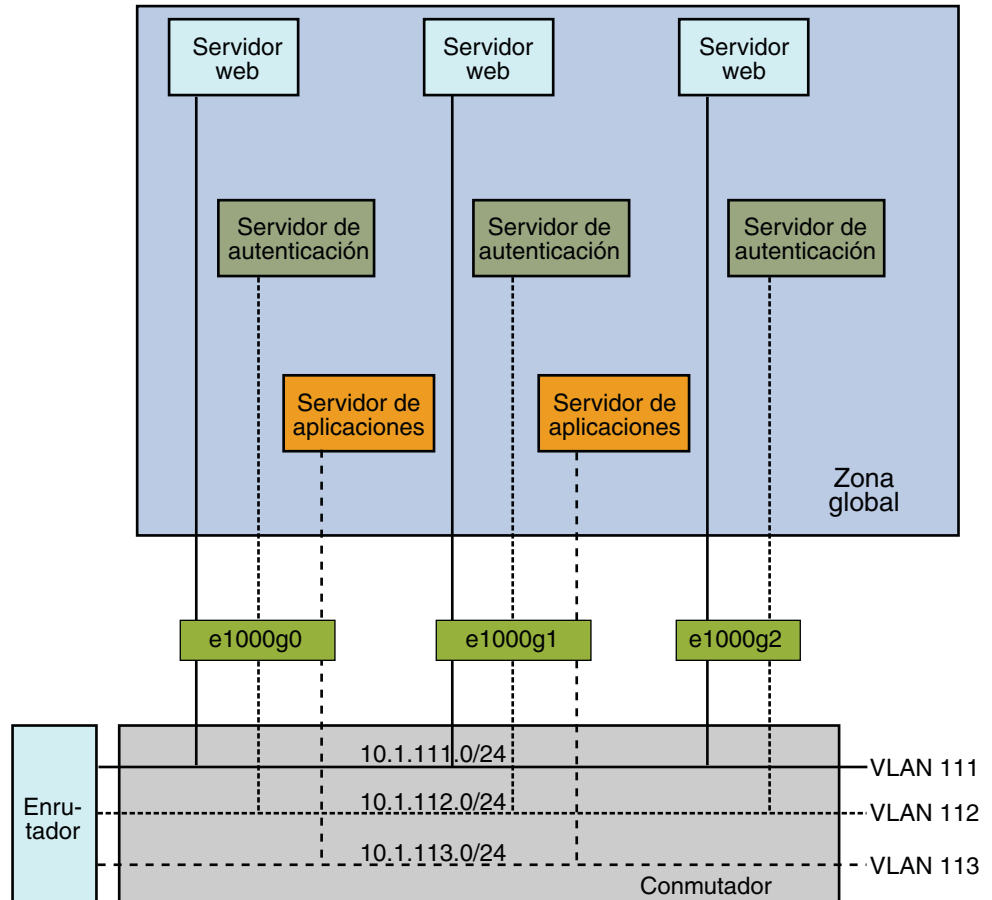 Servidor
web
Servidor
web
Servidor
web
Servidor de
autenticación
Servidor de
autenticación
Servidor de
autenticación
Servidor de
aplicaciones
Servidor de
aplicaciones
Zona
global
e1000g0
e1000g1
e1000g2
Enru-
tador
10.1.111.0/24
VLAN 111
10.1.112.0/24
VLAN 112
10.1.113.0/24
VLAN 113
Conmutador